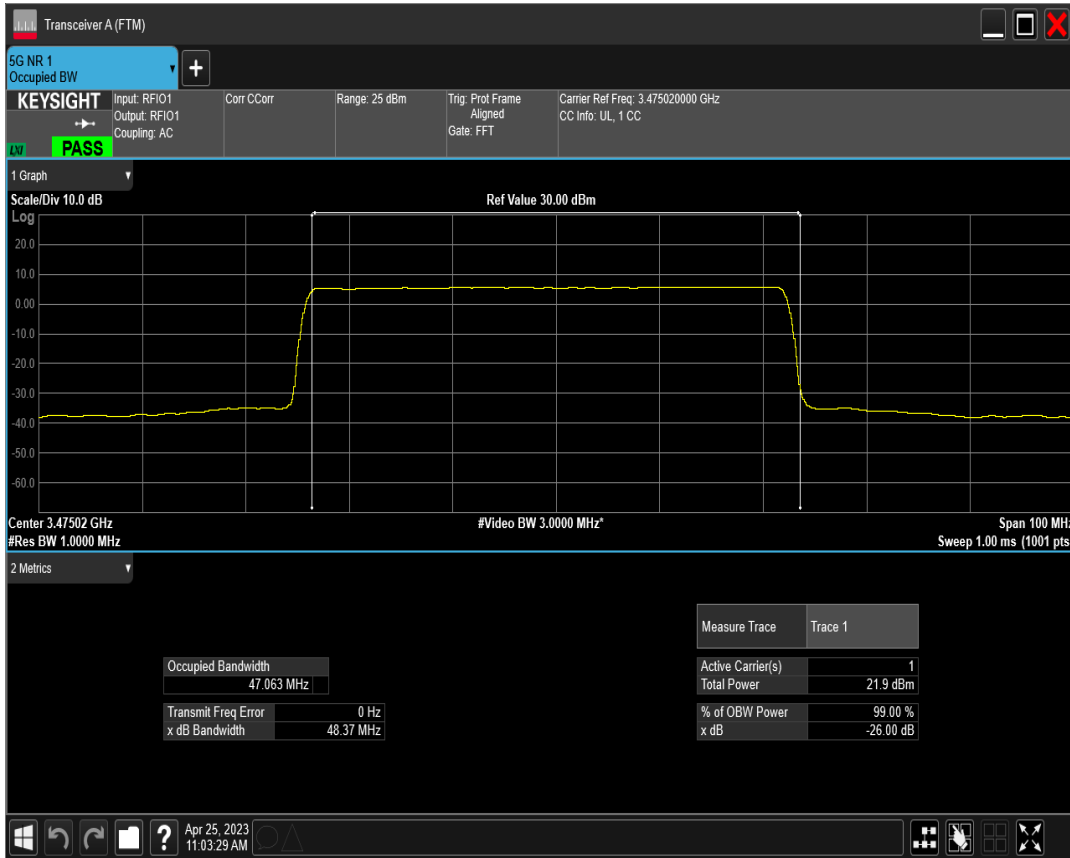 Transceiver A (FTM)
5G NR 1
Occupied BW
+
KEYSIGHT
LXI
PASS
Input: RFIO1
Output: RFIO1
Coupling: AC
Corr CCorr
Range: 25 dBm
Trig: Prot Frame
Aligned
Gate: FFT
Carrier Ref Freq: 3.475020000 GHz
CC Info: UL, 1 CC
1 Graph
Scale/Div 10.0 dB
Ref Value 30.00 dBm
Log
20.0
10.0
0.00
-10.0
-20.0
-30.0
-40.0
-50.0
-60.0
Center 3.47502 GHz
#Video BW 3.0000 MHz*
Span 100 MHz
#Res BW 1.0000 MHz
Sweep 1.00 ms (1001 pts
2 Metrics
Measure Trace Trace 1
Occupied Bandwidth
47.063 MHz
Active Carrier(s) 1
Total Power 21.9 dBm
Transmit Freq Error 0 Hz
x dB Bandwidth 48.37 MHz
% of OBW Power 99.00 %
x dB -26.00 dB
?
Apr 25, 2023
11:03:29 AM